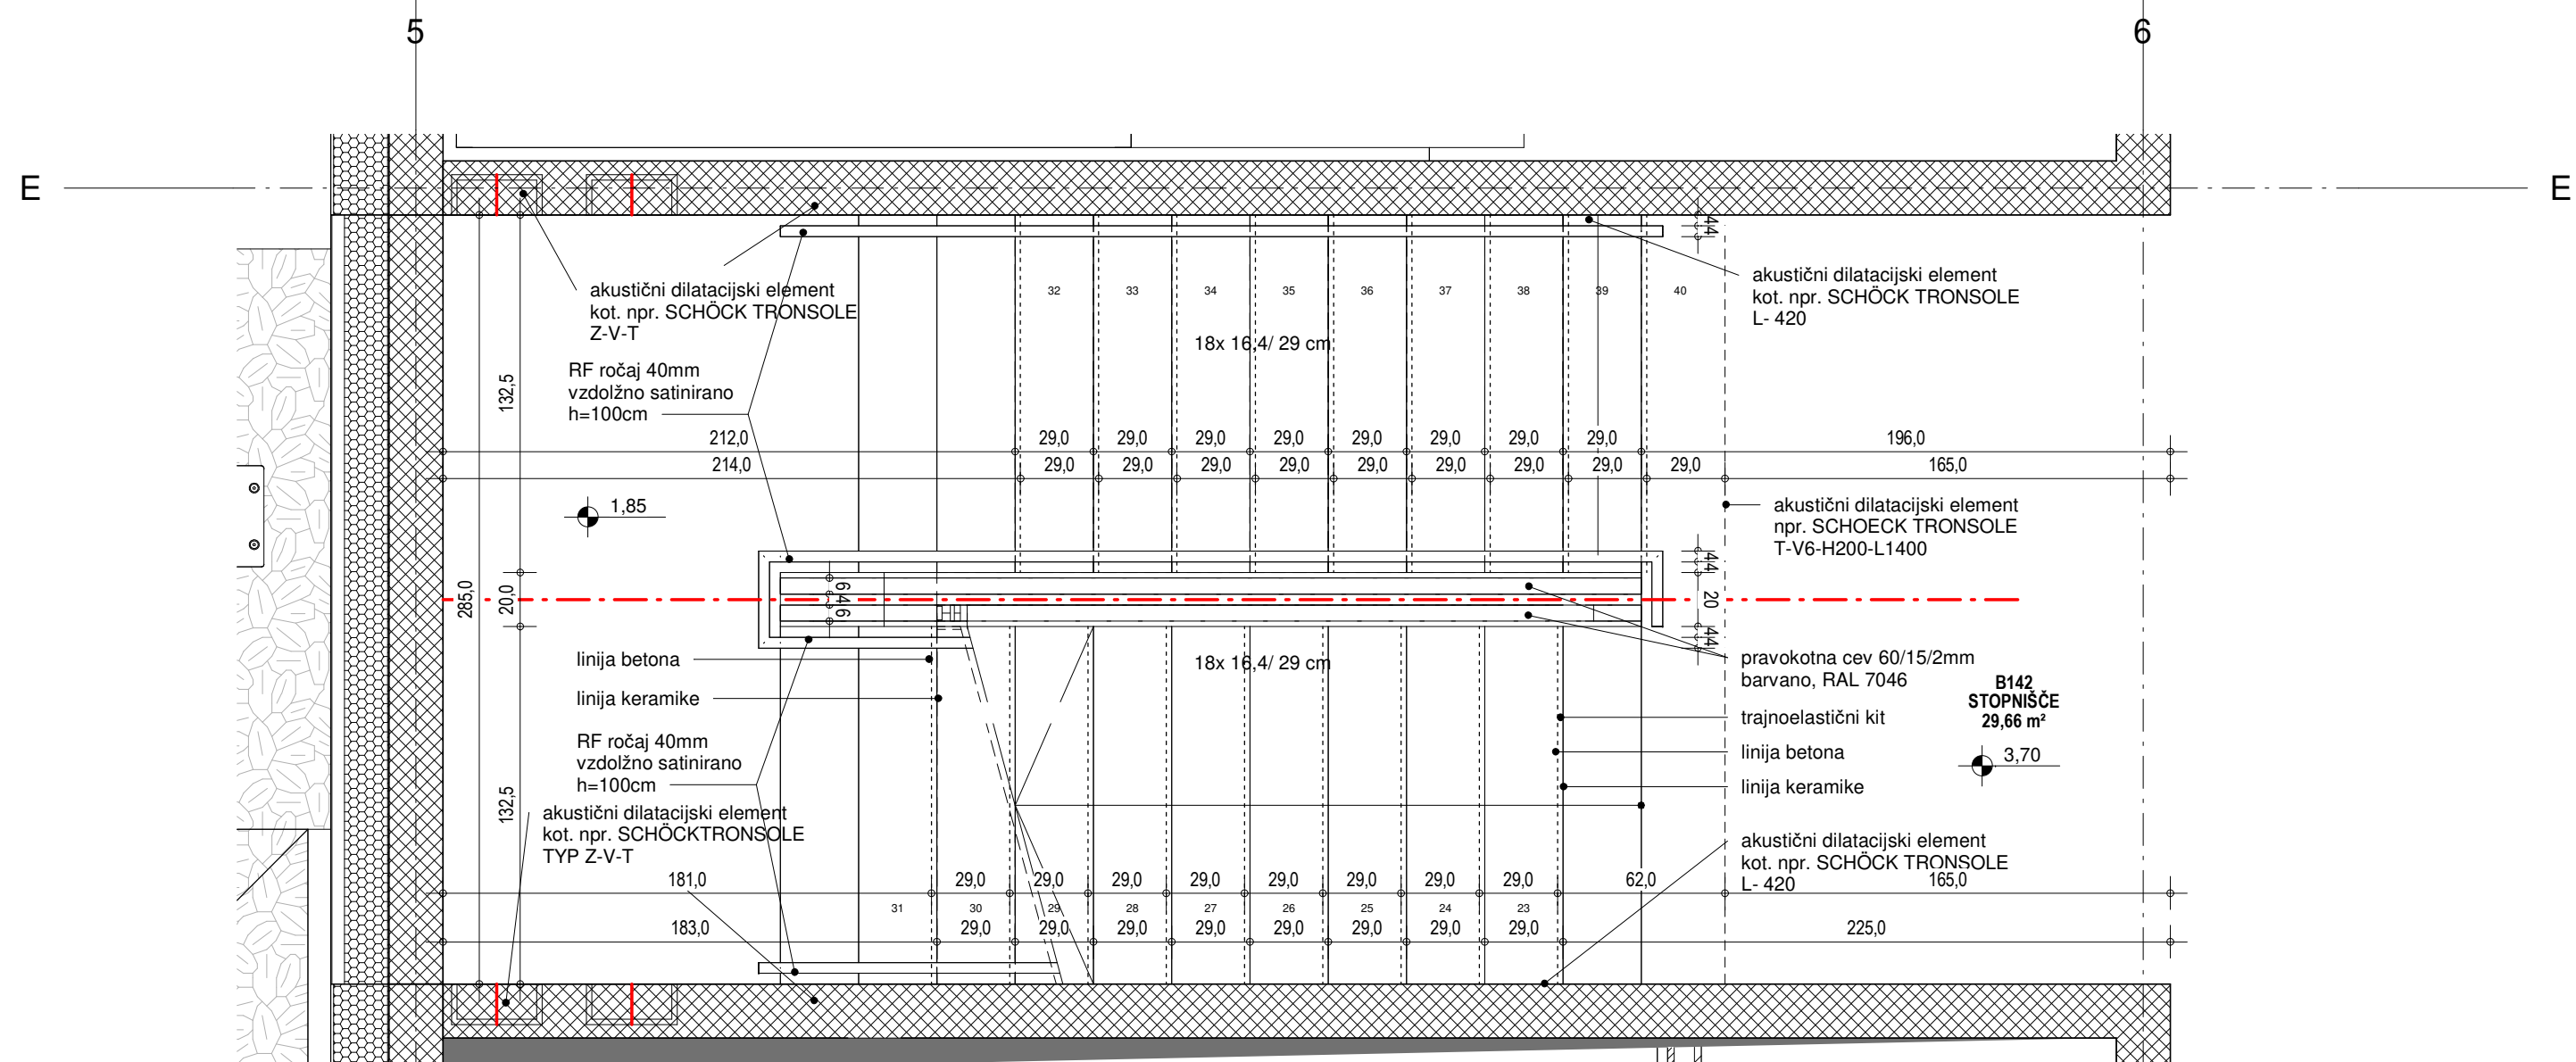 5
6
E
E
akustični dilatacijski element
kot. npr. SCHÖCK TRONSOLE
Z-V-T
RF ročaj 40mm
vzdolžno satinirano
h=100cm
32
33
34
35
36
37
38
39
40
18x 16,4/ 29 cm
44
akustični dilatacijski element
kot. npr. SCHÖCK TRONSOLE
L- 420
132,5
212,0
29,0
29,0
29,0
29,0
29,0
29,0
29,0
29,0
196,0
214,0
29,0
29,0
29,0
29,0
29,0
29,0
29,0
29,0
29,0
165,0
1,85
akustični dilatacijski element
npr. SCHOECK TRONSOLE
T-V6-H200-L1400
285,0
20,0
6
4
6
44
20
44
linija betona
linija keramike
18x 16,4/ 29 cm
pravokotna cev 60/15/2mm
barvano, RAL 7046
B142
STOPNIŠČE
29,66 m²
3,70
trajnoelastični kit
linija betona
linija keramike
RF ročaj 40mm
vzdolžno satinirano
h=100cm
132,5
akustični dilatacijski element
kot. npr. SCHÖCKTRONSOLE
TYP Z-V-T
akustični dilatacijski element
kot. npr. SCHÖCK TRONSOLE
L- 420
181,0
29,0
29,0
29,0
29,0
29,0
29,0
29,0
29,0
62,0
165,0
31
30
29
28
27
26
25
24
23
183,0
29,0
29,0
29,0
29,0
29,0
29,0
29,0
29,0
225,0